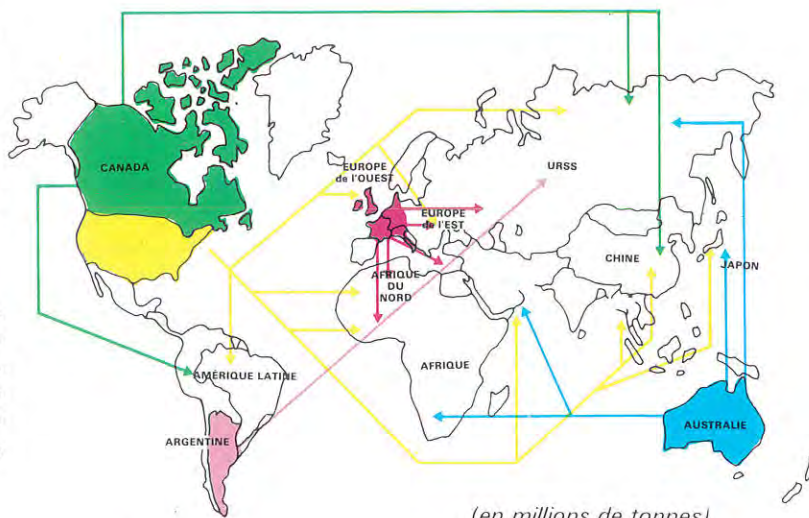 CANADA
EUROPE
de l'OUEST
URSS
EUROPE
de l'EST
CHINE
JAPON
AFRIQUE
DU
NORD
AFRIQUE
AMÉRIQUE LATINE
ARGENTINE
AUSTRALIE
(en millions de tonnes)